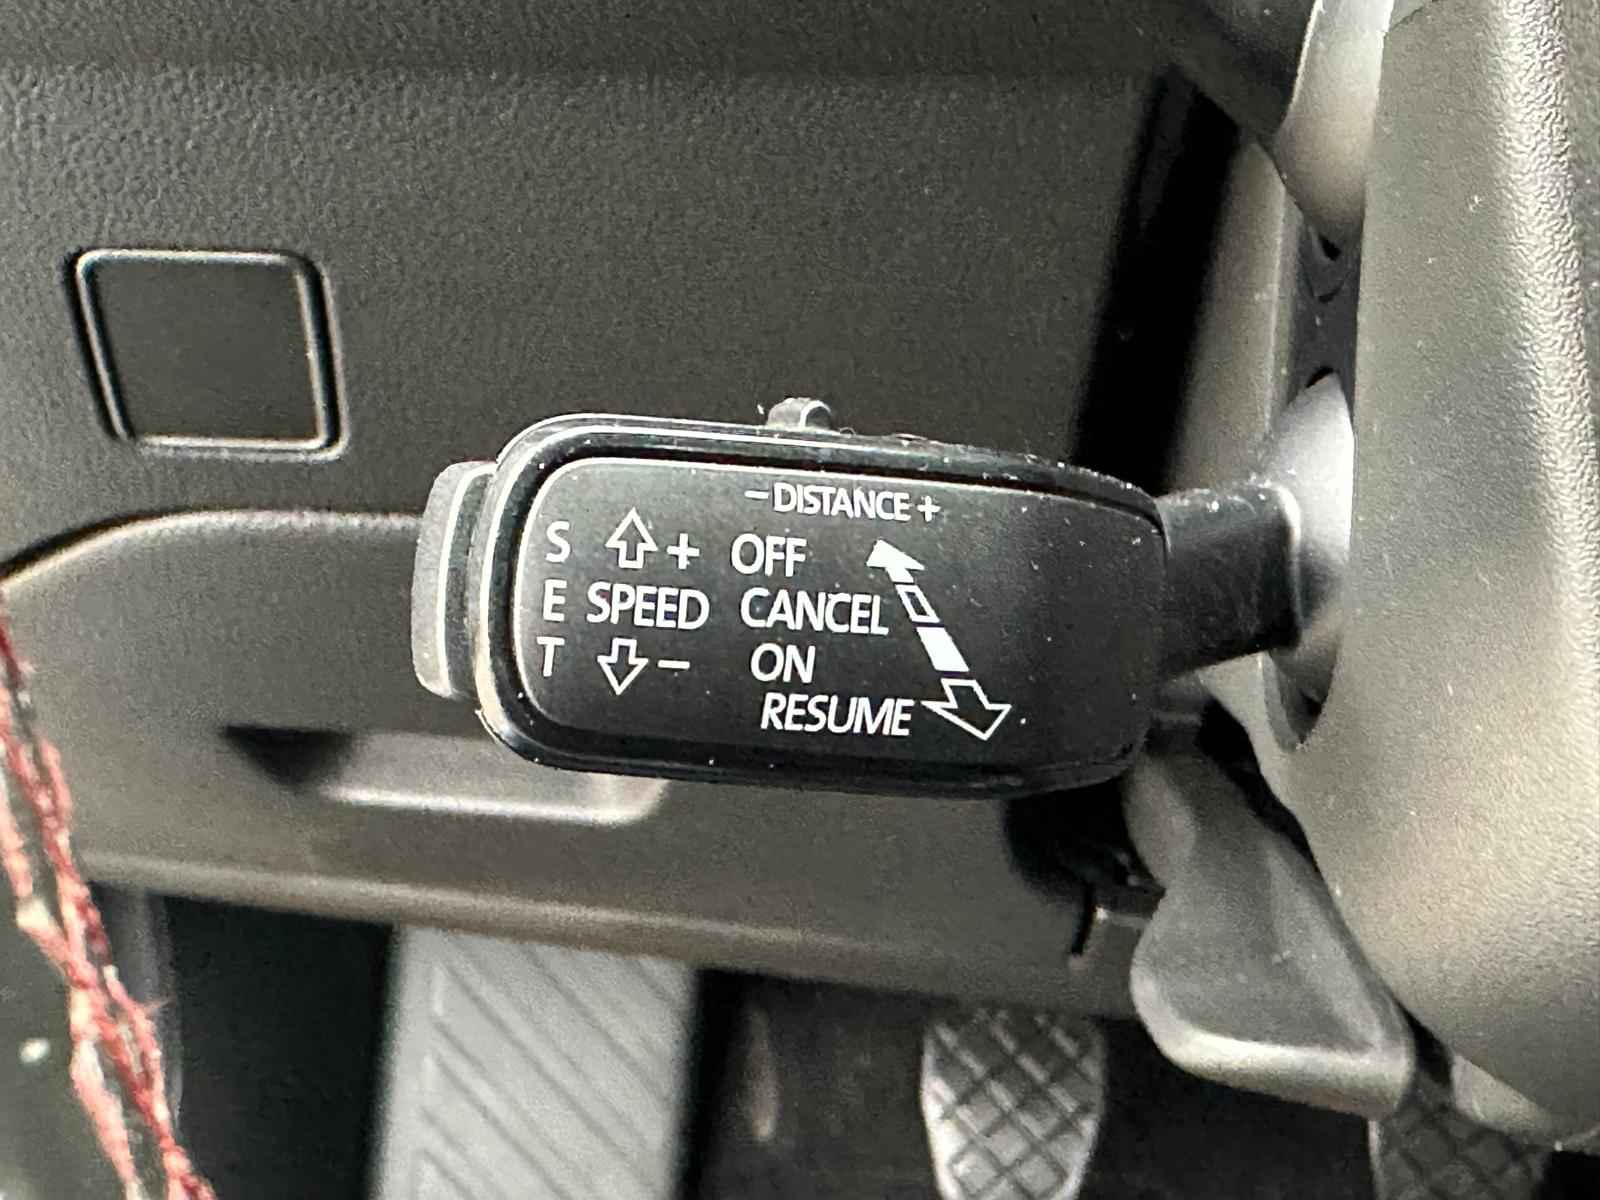 – DISTANCE +
S + OFF
E SPEED CANCEL
T – ON
RESUME